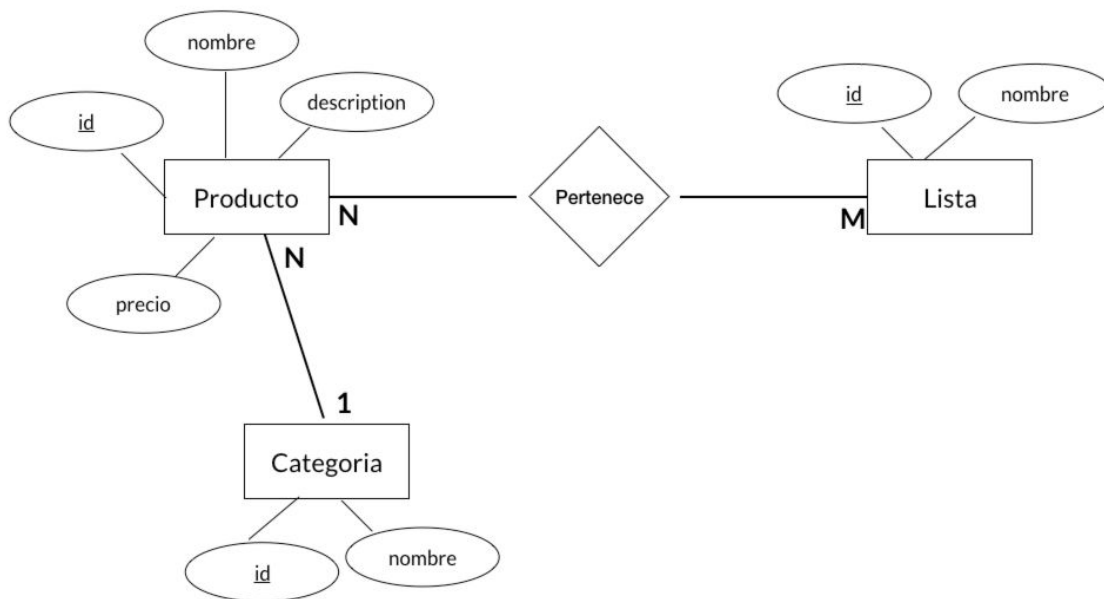 nombre
id
description
id
nombre
Producto
Pertenece
Lista
N
M
N
precio
1
Categoria
nombre
id